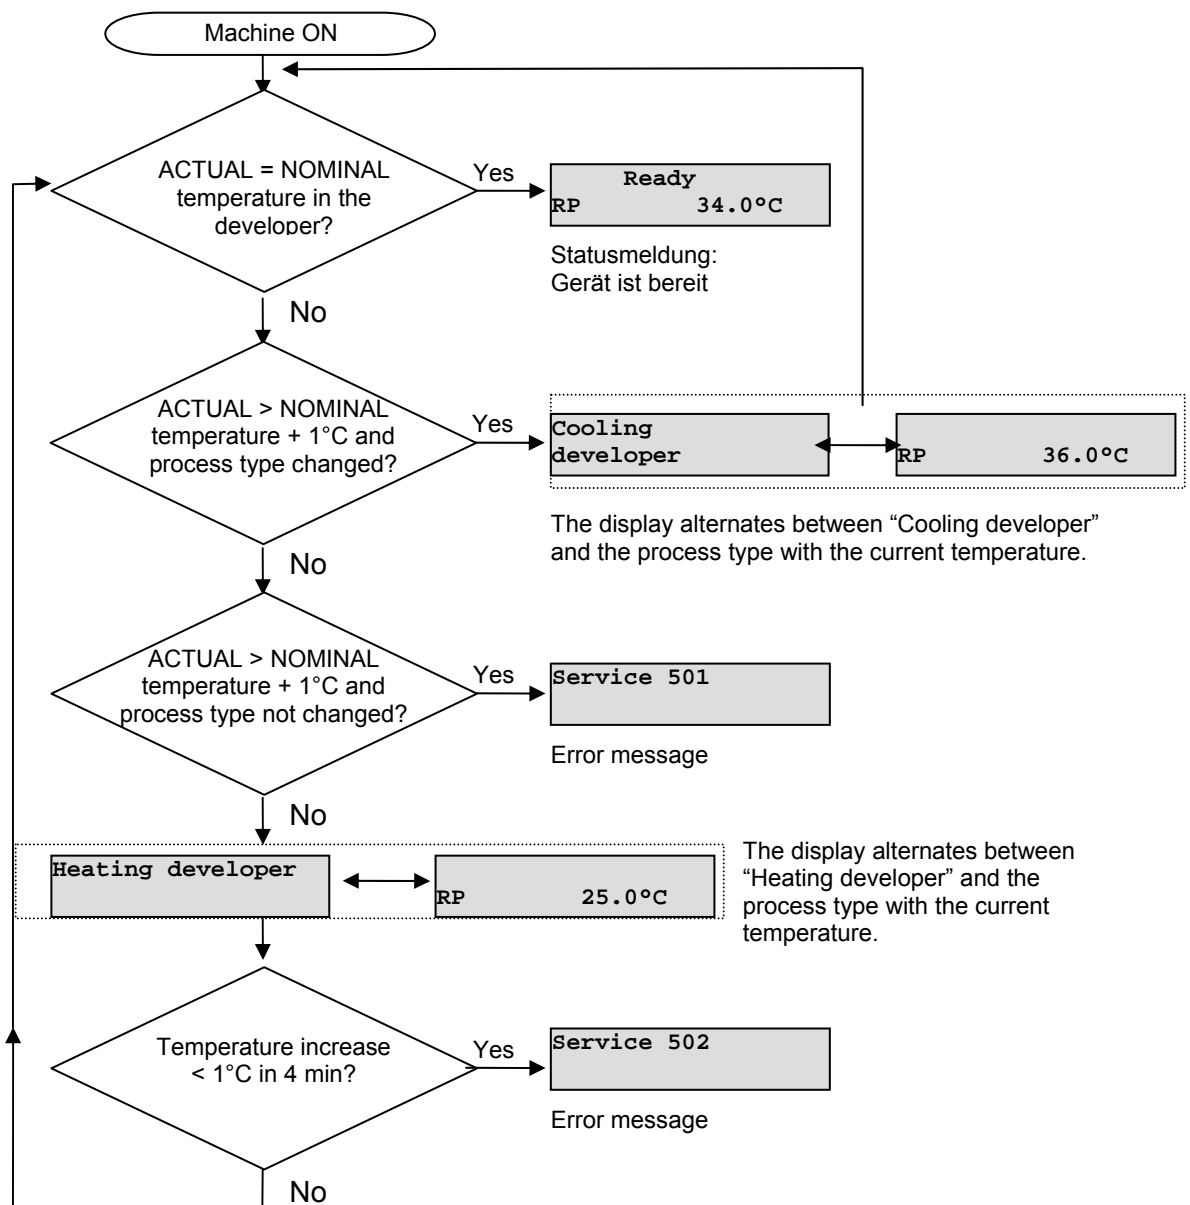 Machine ON
ACTUAL = NOMINAL
temperature in the
developer?
Yes
Ready
RP 34.0°C
Statusmeldung:
Gerät ist bereit
No
ACTUAL > NOMINAL
temperature + 1°C and
process type changed?
Yes
Cooling
developer
RP 36.0°C
The display alternates between “Cooling developer”
and the process type with the current temperature.
No
ACTUAL > NOMINAL
temperature + 1°C and
process type not changed?
Yes
Service 501
Error message
No
Heating developer
RP 25.0°C
The display alternates between
“Heating developer” and the
process type with the current
temperature.
Temperature increase
< 1°C in 4 min?
Yes
Service 502
Error message
No